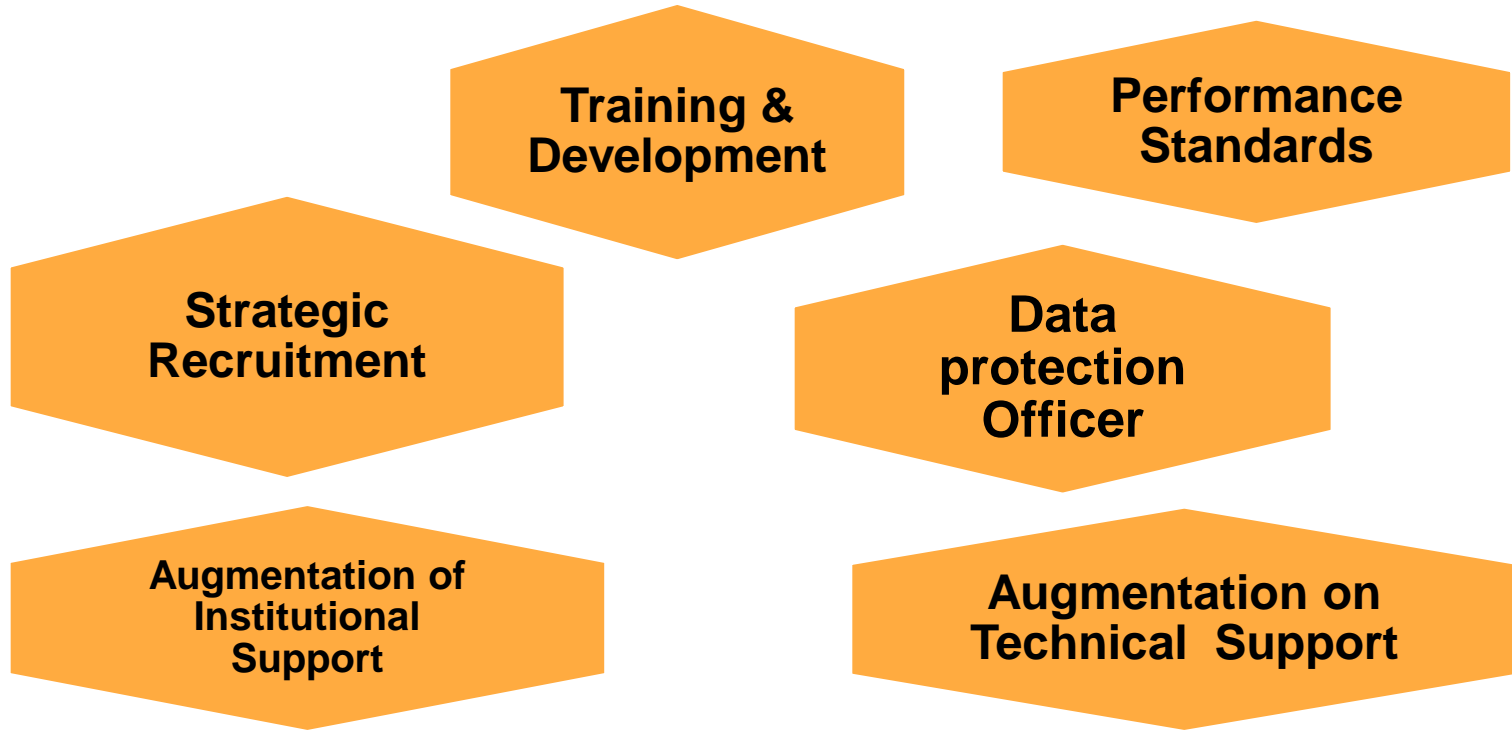 Training &
Development
Performance
Standards
Strategic
Recruitment
Data
protection
Officer
Augmentation of
Institutional
Support
Augmentation on
Technical  Support